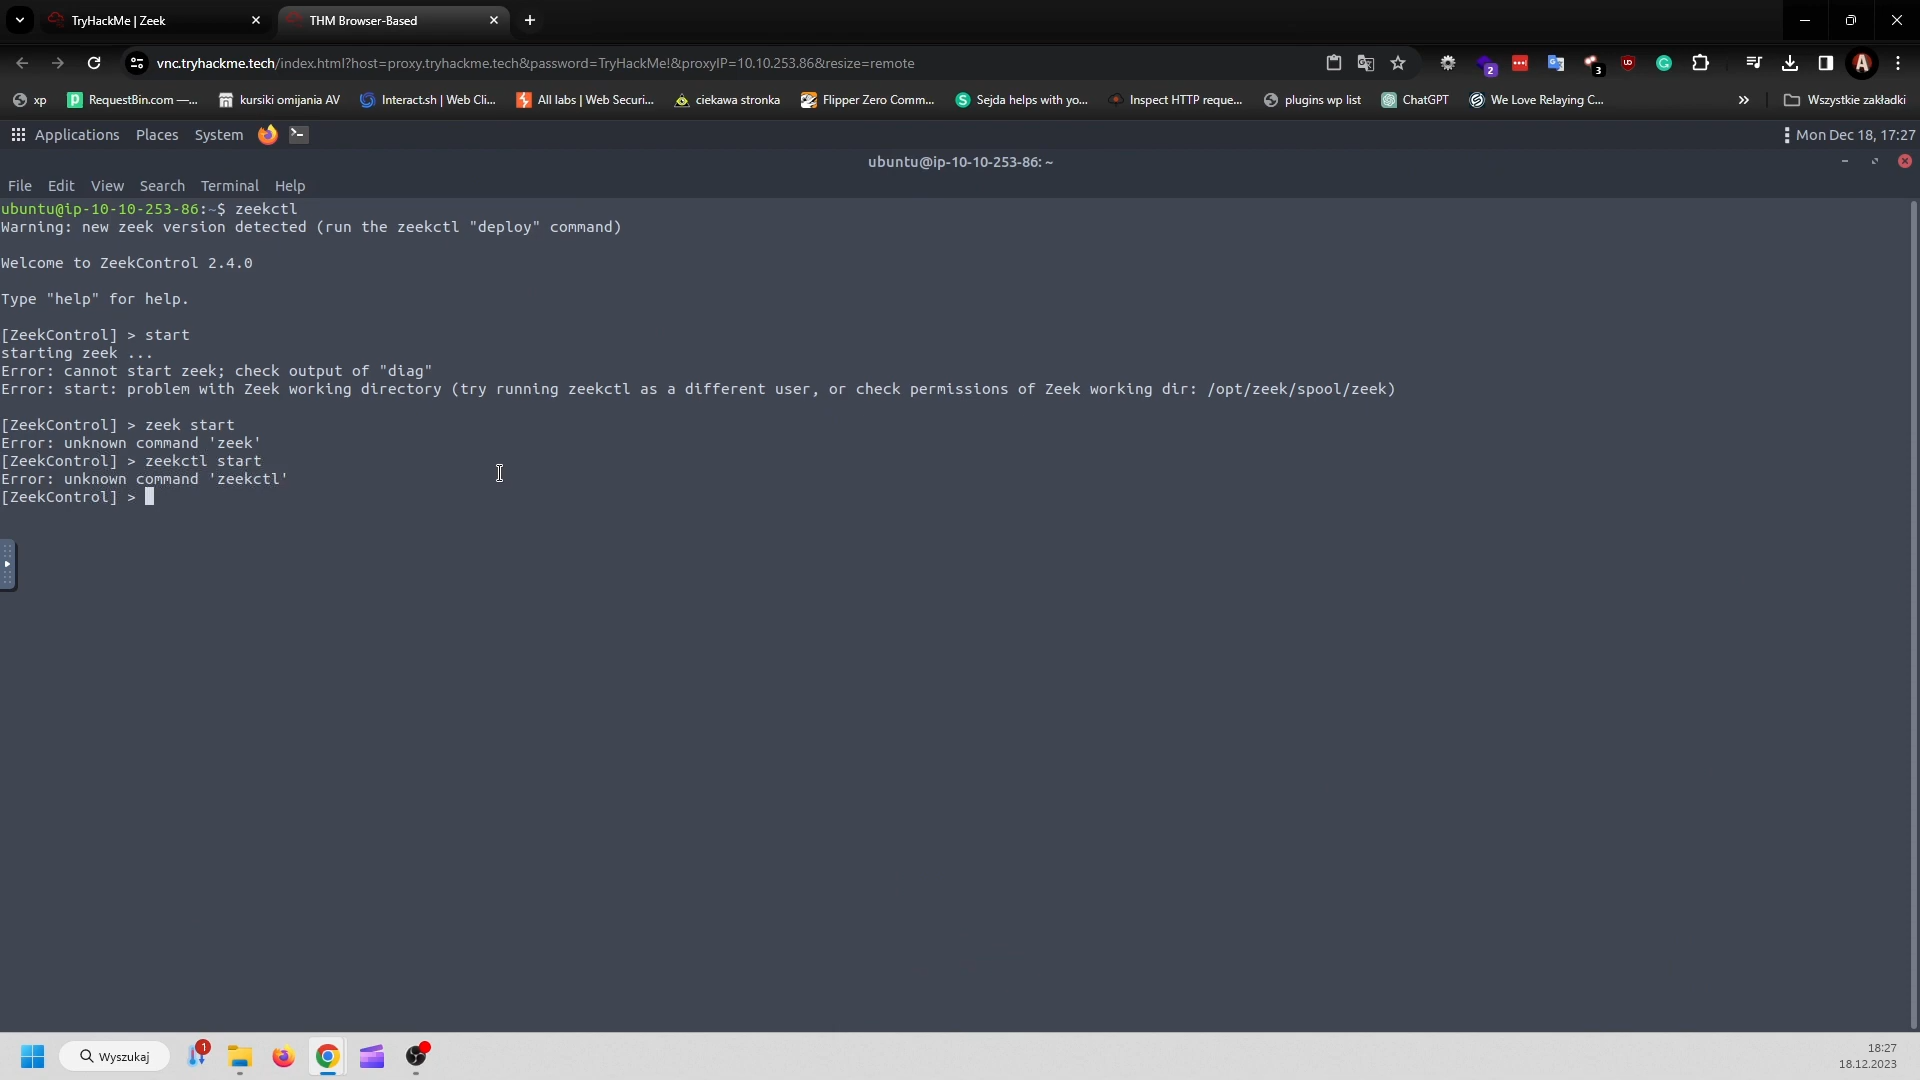 TryHackMe | Zeek
THM Browser-Based
vnc.tryhackme.tech/index.html?host=proxy.tryhackme.tech&password=TryHackMe!&proxyIP=10.10.253.86&resize=remote
2
3
A
xp
RequestBin.com —...
kursiki omijania AV
Interact.sh | Web Cli...
All labs | Web Securi...
ciekawa stronka
Flipper Zero Comm...
Sejda helps with yo...
Inspect HTTP reque...
plugins wp list
ChatGPT
We Love Relaying C...
»
Wszystkie zakładki
Applications Places System
Mon Dec 18, 17:27
ubuntu@ip-10-10-253-86: ~
File Edit View Search Terminal Help
ubuntu@ip-10-10-253-86:~$ zeekctl
Warning: new zeek version detected (run the zeekctl "deploy" command)
Welcome to ZeekControl 2.4.0
Type "help" for help.
[ZeekControl] > start
starting zeek ...
Error: cannot start zeek; check output of "diag"
Error: start: problem with Zeek working directory (try running zeekctl as a different user, or check permissions of Zeek working dir: /opt/zeek/spool/zeek)
[ZeekControl] > zeek start
Error: unknown command 'zeek'
[ZeekControl] > zeekctl start
Error: unknown command 'zeekctl'
[ZeekControl] >
Wyszukaj
1
18:27
18.12.2023